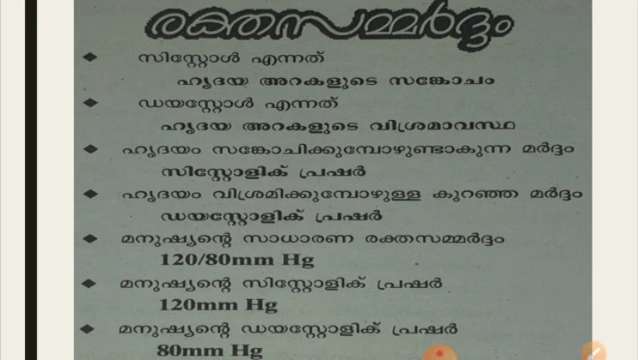 രക്തസമ്മർദ്ദം
◆ സിസ്റ്റോൾ എന്നത്
ഹൃദയ അറകളുടെ സങ്കോചം
◆ ഡയസ്റ്റോൾ എന്നത്
ഹൃദയ അറകളുടെ വിശ്രമാവസ്ഥ
◆ ഹൃദയം സങ്കോചിക്കുമ്പോഴുണ്ടാകുന്ന മർദ്ദം
സിസ്റ്റോളിക് പ്രഷർ
◆ ഹൃദയം വിശ്രമിക്കുമ്പോഴുള്ള കുറഞ്ഞ മർദ്ദം
ഡയസ്റ്റോളിക് പ്രഷർ
◆ മനുഷ്യന്റെ സാധാരണ രക്തസമ്മർദ്ദം
120/80mm Hg
◆ മനുഷ്യന്റെ സിസ്റ്റോളിക് പ്രഷർ
120mm Hg
◆ മനുഷ്യന്റെ ഡയസ്റ്റോളിക് പ്രഷർ
80mm Hg